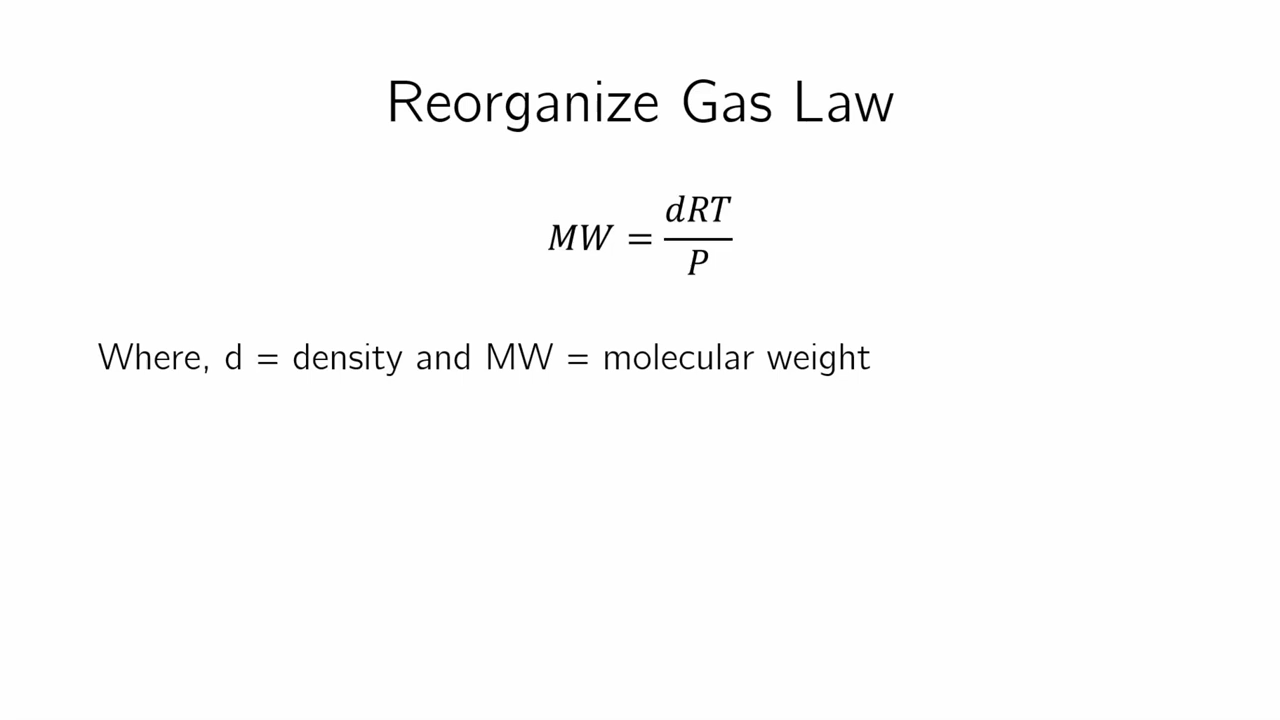 Reorganize Gas Law
MW = dRT/P
Where, d = density and MW = molecular weight